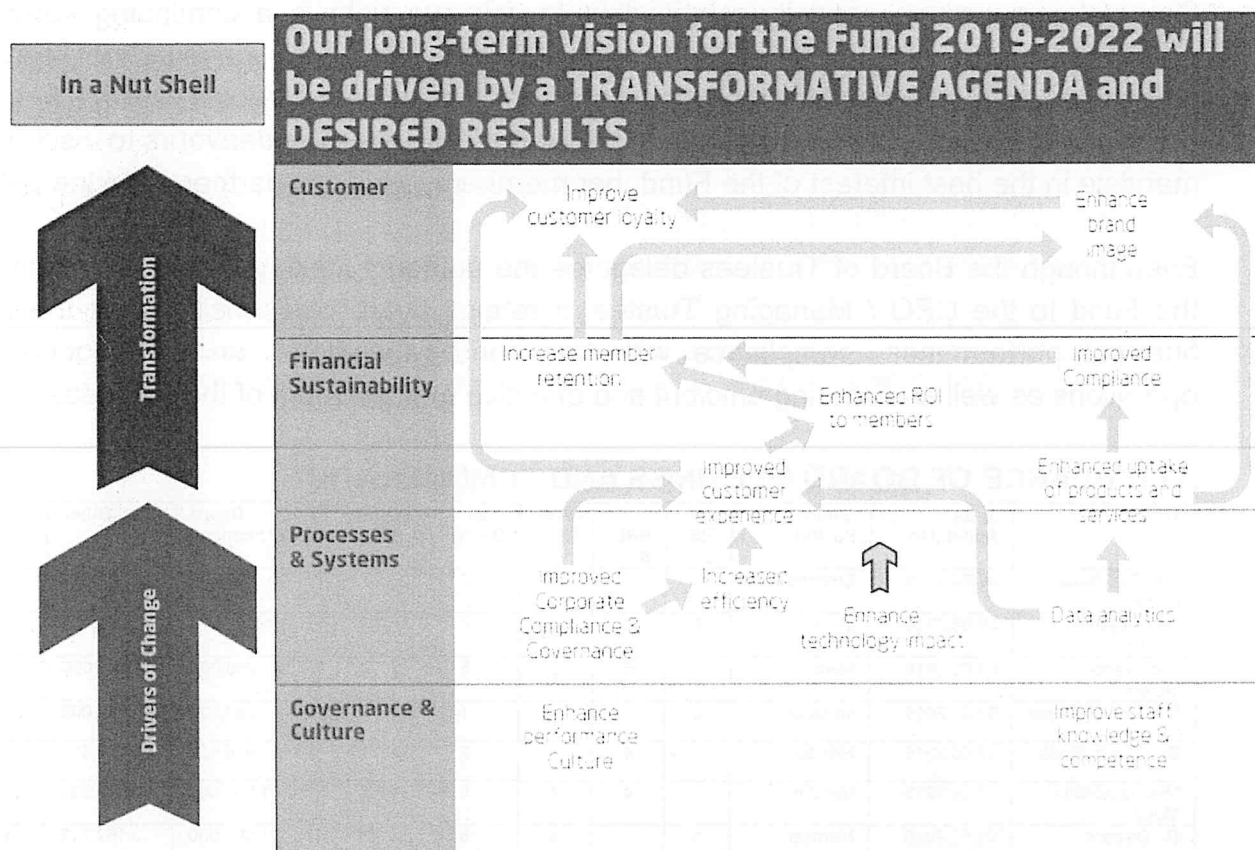 In a Nut Shell
Our long-term vision for the Fund 2019-2022 will
be driven by a TRANSFORMATIVE AGENDA and
DESIRED RESULTS
Transformation
Drivers of Change
Customer
Improve
customer loyalty
Enhance
brand
image
Financial
Sustainability
Increase member
retention
Improved
Compliance
Enhanced ROI
to members
Improved
customer
experience
Enhanced uptake
of products and
services
Processes
& Systems
Improved
Corporate
Compliance &
Governance
Increased
efficiency
Enhance
technology impact
Data analytics
Governance &
Culture
Enhance
performance
Culture
Improve staff
knowledge &
competence